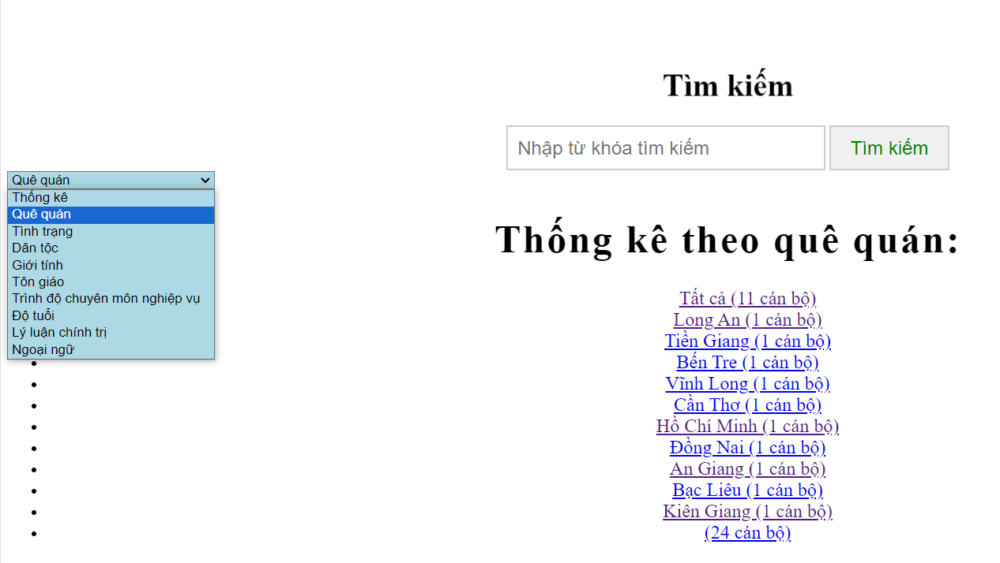 Tìm kiếm
Nhập từ khóa tìm kiếm
Tìm kiếm
Quê quán
Thống kê
Quê quán
Tình trạng
Dân tộc
Giới tính
Tôn giáo
Trình độ chuyên môn nghiệp vụ
Độ tuổi
Lý luận chính trị
Ngoại ngữ
Thống kê theo quê quán:
Tất cả (11 cán bộ)
Long An (1 cán bộ)
Tiền Giang (1 cán bộ)
Bến Tre (1 cán bộ)
Vĩnh Long (1 cán bộ)
Cần Thơ (1 cán bộ)
Hồ Chí Minh (1 cán bộ)
Đồng Nai (1 cán bộ)
An Giang (1 cán bộ)
Bạc Liêu (1 cán bộ)
Kiên Giang (1 cán bộ)
(24 cán bộ)